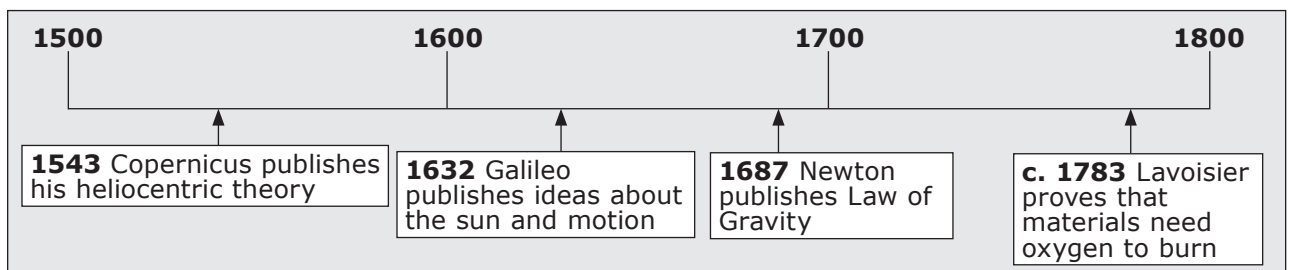 1500 1600 1700 1800
1543 Copernicus publishes
his heliocentric theory
1632 Galileo
publishes ideas about
the sun and motion
1687 Newton
publishes Law of
Gravity
c. 1783 Lavoisier
proves that
materials need
oxygen to burn